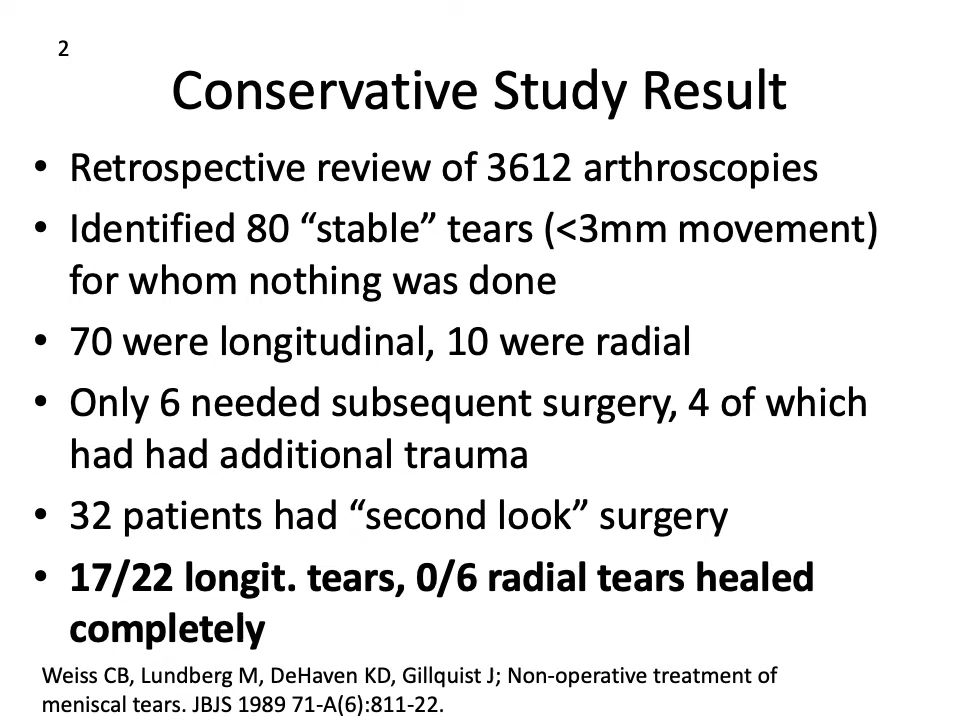 2
Conservative Study Result
• Retrospective review of 3612 arthroscopies
• Identified 80 “stable” tears (<3mm movement)
for whom nothing was done
• 70 were longitudinal, 10 were radial
• Only 6 needed subsequent surgery, 4 of which
had had additional trauma
• 32 patients had “second look” surgery
• 17/22 longit. tears, 0/6 radial tears healed
completely
Weiss CB, Lundberg M, DeHaven KD, Gillquist J; Non-operative treatment of
meniscal tears. JBJS 1989 71-A(6):811-22.